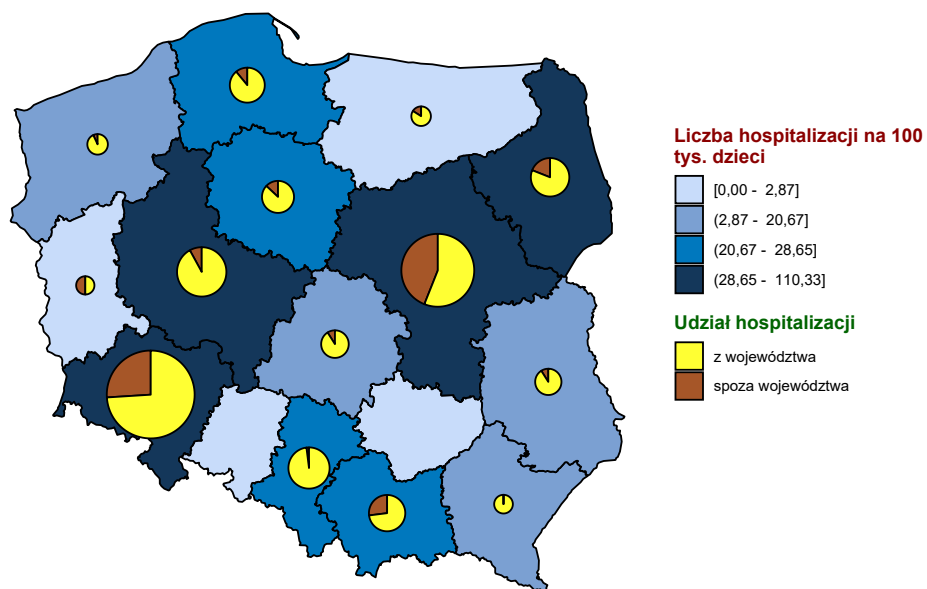 Liczba hospitalizacji na 100
tys. dzieci
[0,00 - 2,87]
(2,87 - 20,67]
(20,67 - 28,65]
(28,65 - 110,33]
Udział hospitalizacji
z województwa
spoza województwa